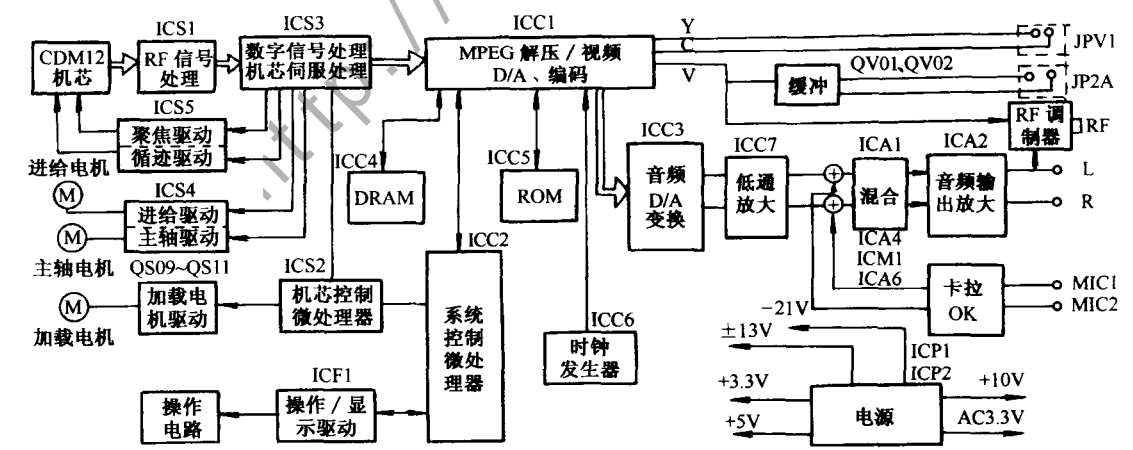 ICS1
ICS3
ICC1
CDM12
机芯
RF 信号
处理
数字信号处理
机芯伺服处理
MPEG 解压/视频
D/A、编码
Y
C
V
JPV1
QV01、QV02
缓冲
JP2A
RF 调
制器
RF
ICS5
聚焦驱动
循迹驱动
进给电机
M
ICS4
进给驱动
主轴驱动
M
主轴电机
ICC4
DRAM
ICC5
ROM
ICC3
音频
D/A
变换
ICC7
低通
放大
ICA1
混合
ICA2
音频输
出放大
L
R
ICA4
ICM1
ICA6
卡拉
OK
MIC1
MIC2
QS09~QS11
加载电
机驱动
M
加载电机
ICS2
机芯控制
微处理器
ICC2
系统
控制
微处
理器
ICC6
时钟
发生器
ICF1
操作/显
示驱动
操作
电路
-21V
±13V
+3.3V
+5V
ICP1
ICP2
电源
+10V
AC3.3V
http://